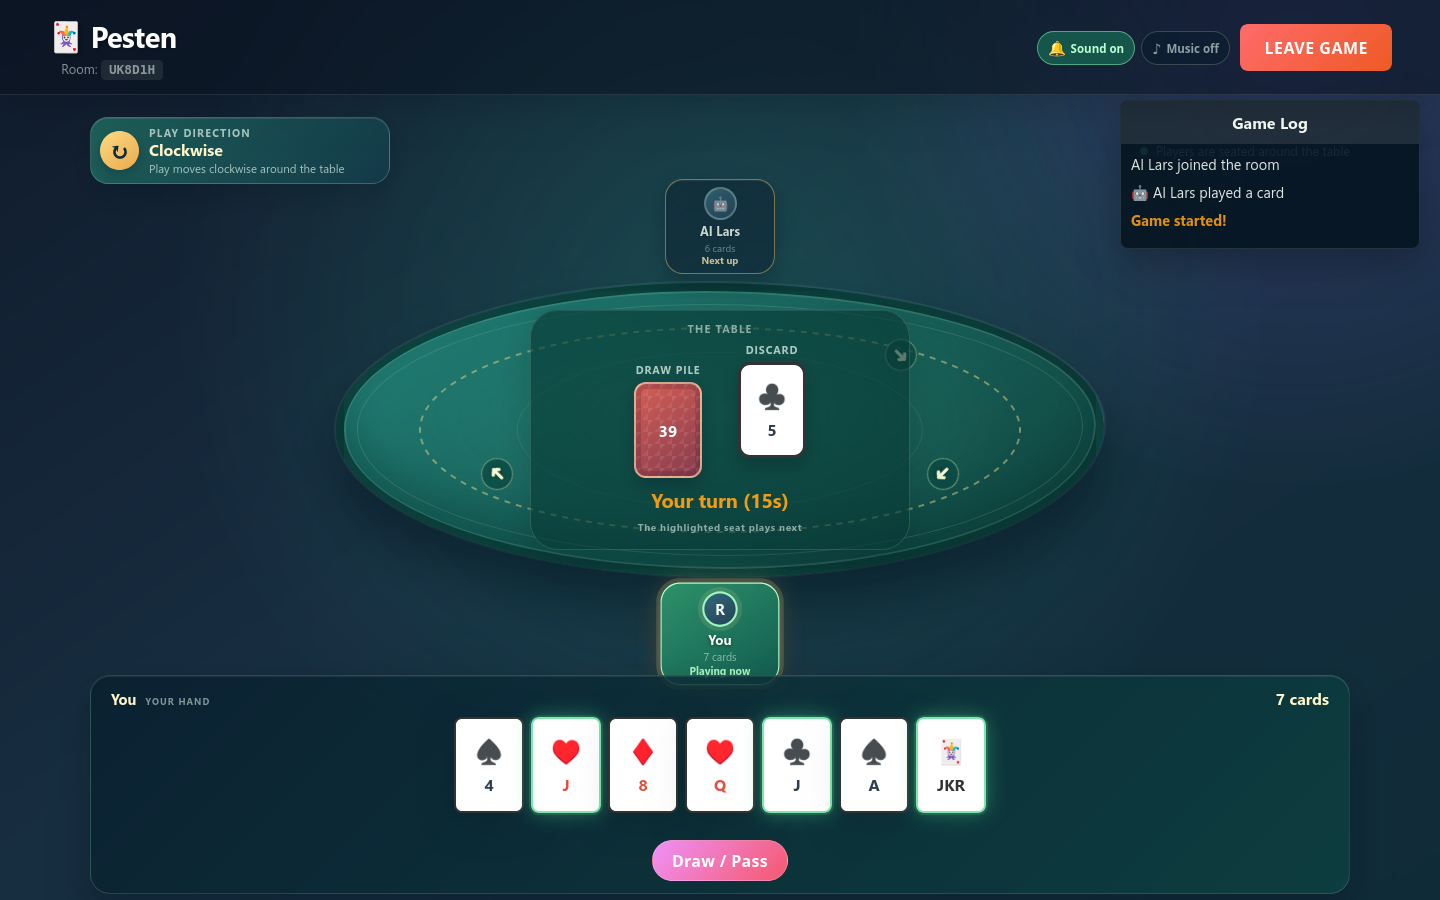 Pesten
Room: UK8D1H
Sound on
Music off
LEAVE GAME
PLAY DIRECTION
Clockwise
Play moves clockwise around the table
Game Log
Players are seated around the table
AI Lars joined the room
AI Lars played a card
Game started!
AI Lars
6 cards
Next up
THE TABLE
DRAW PILE
39
DISCARD
5
Your turn (15s)
The highlighted seat plays next
R
You
7 cards
Playing now
You YOUR HAND
7 cards
4 J 8 Q J A JKR
Draw / Pass